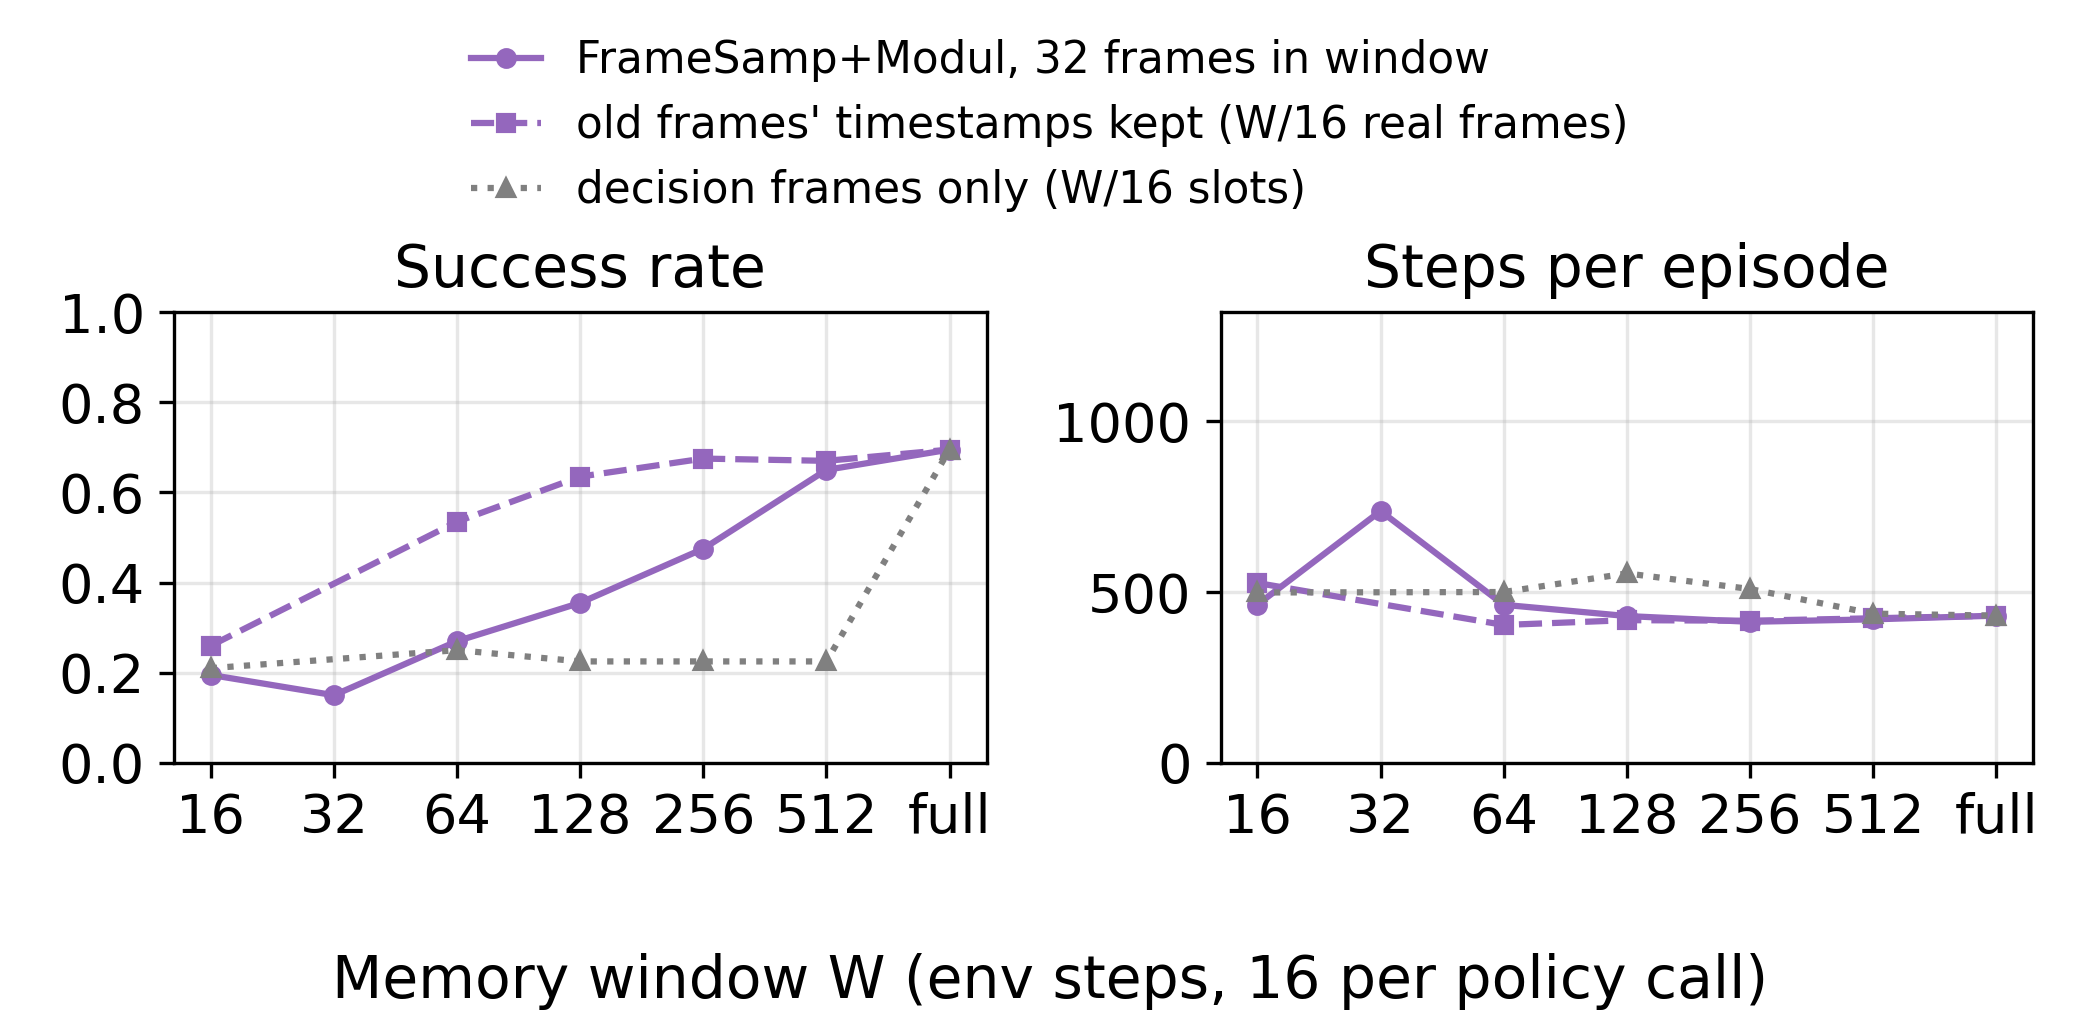 FrameSamp+Modul, 32 frames in window
old frames' timestamps kept (W/16 real frames)
decision frames only (W/16 slots)
Success rate
1.0
0.8
0.6
0.4
0.2
0.0
16 32 64 128 256 512 full
Steps per episode
1000
500
0
16 32 64 128 256 512 full
Memory window W (env steps, 16 per policy call)